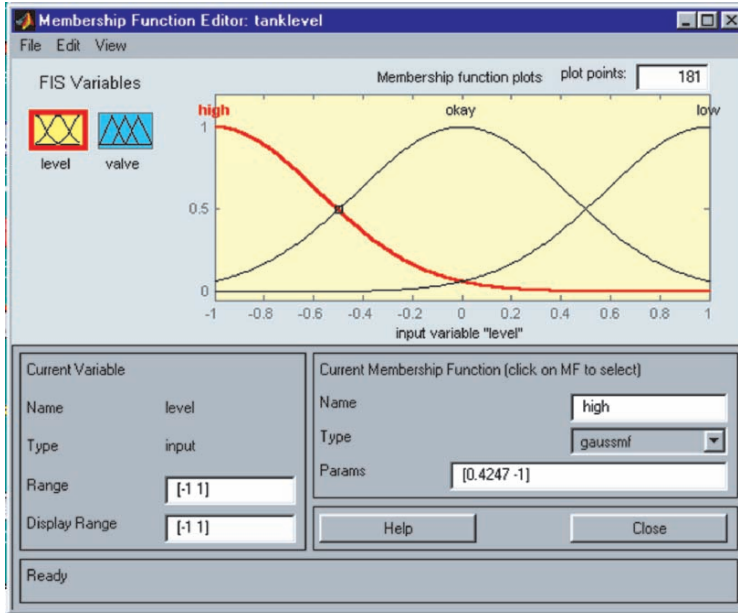 Membership Function Editor: tanklevel
File Edit View
FIS Variables
level valve
Membership function plots plot points: 181
high okay low
1
0.5
0
-1 -0.8 -0.6 -0.4 -0.2 0 0.2 0.4 0.6 0.8 1
input variable "level"
Current Variable
Name level
Type input
Range [-1 1]
Display Range [-1 1]
Current Membership Function (click on MF to select)
Name high
Type gaussmf
Params [0.4247 -1]
Help Close
Ready